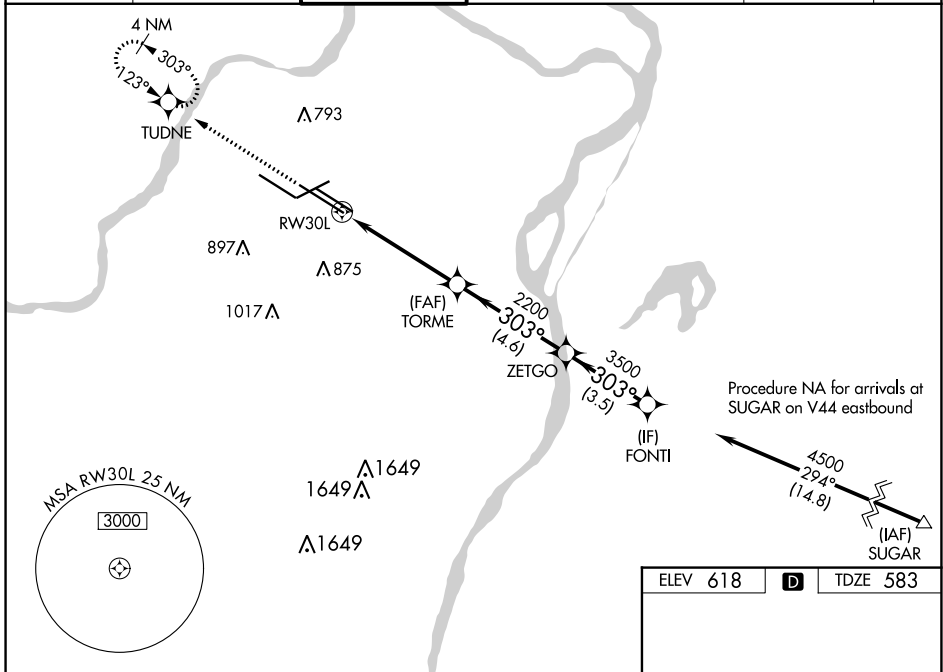 4 NM
303°
123°
TUDNE
793
RW30L
897
875
1017
(FAF)
TORME
2200
303°
(4.6)
ZETGO
3500
303°
(3.5)
(IF)
FONTI
Procedure NA for arrivals at
SUGAR on V44 eastbound
4500
294°
(14.8)
(IAF)
SUGAR
1649
1649
1649
MSA RW30L 25 NM
3000
ELEV 618 D TDZE 583